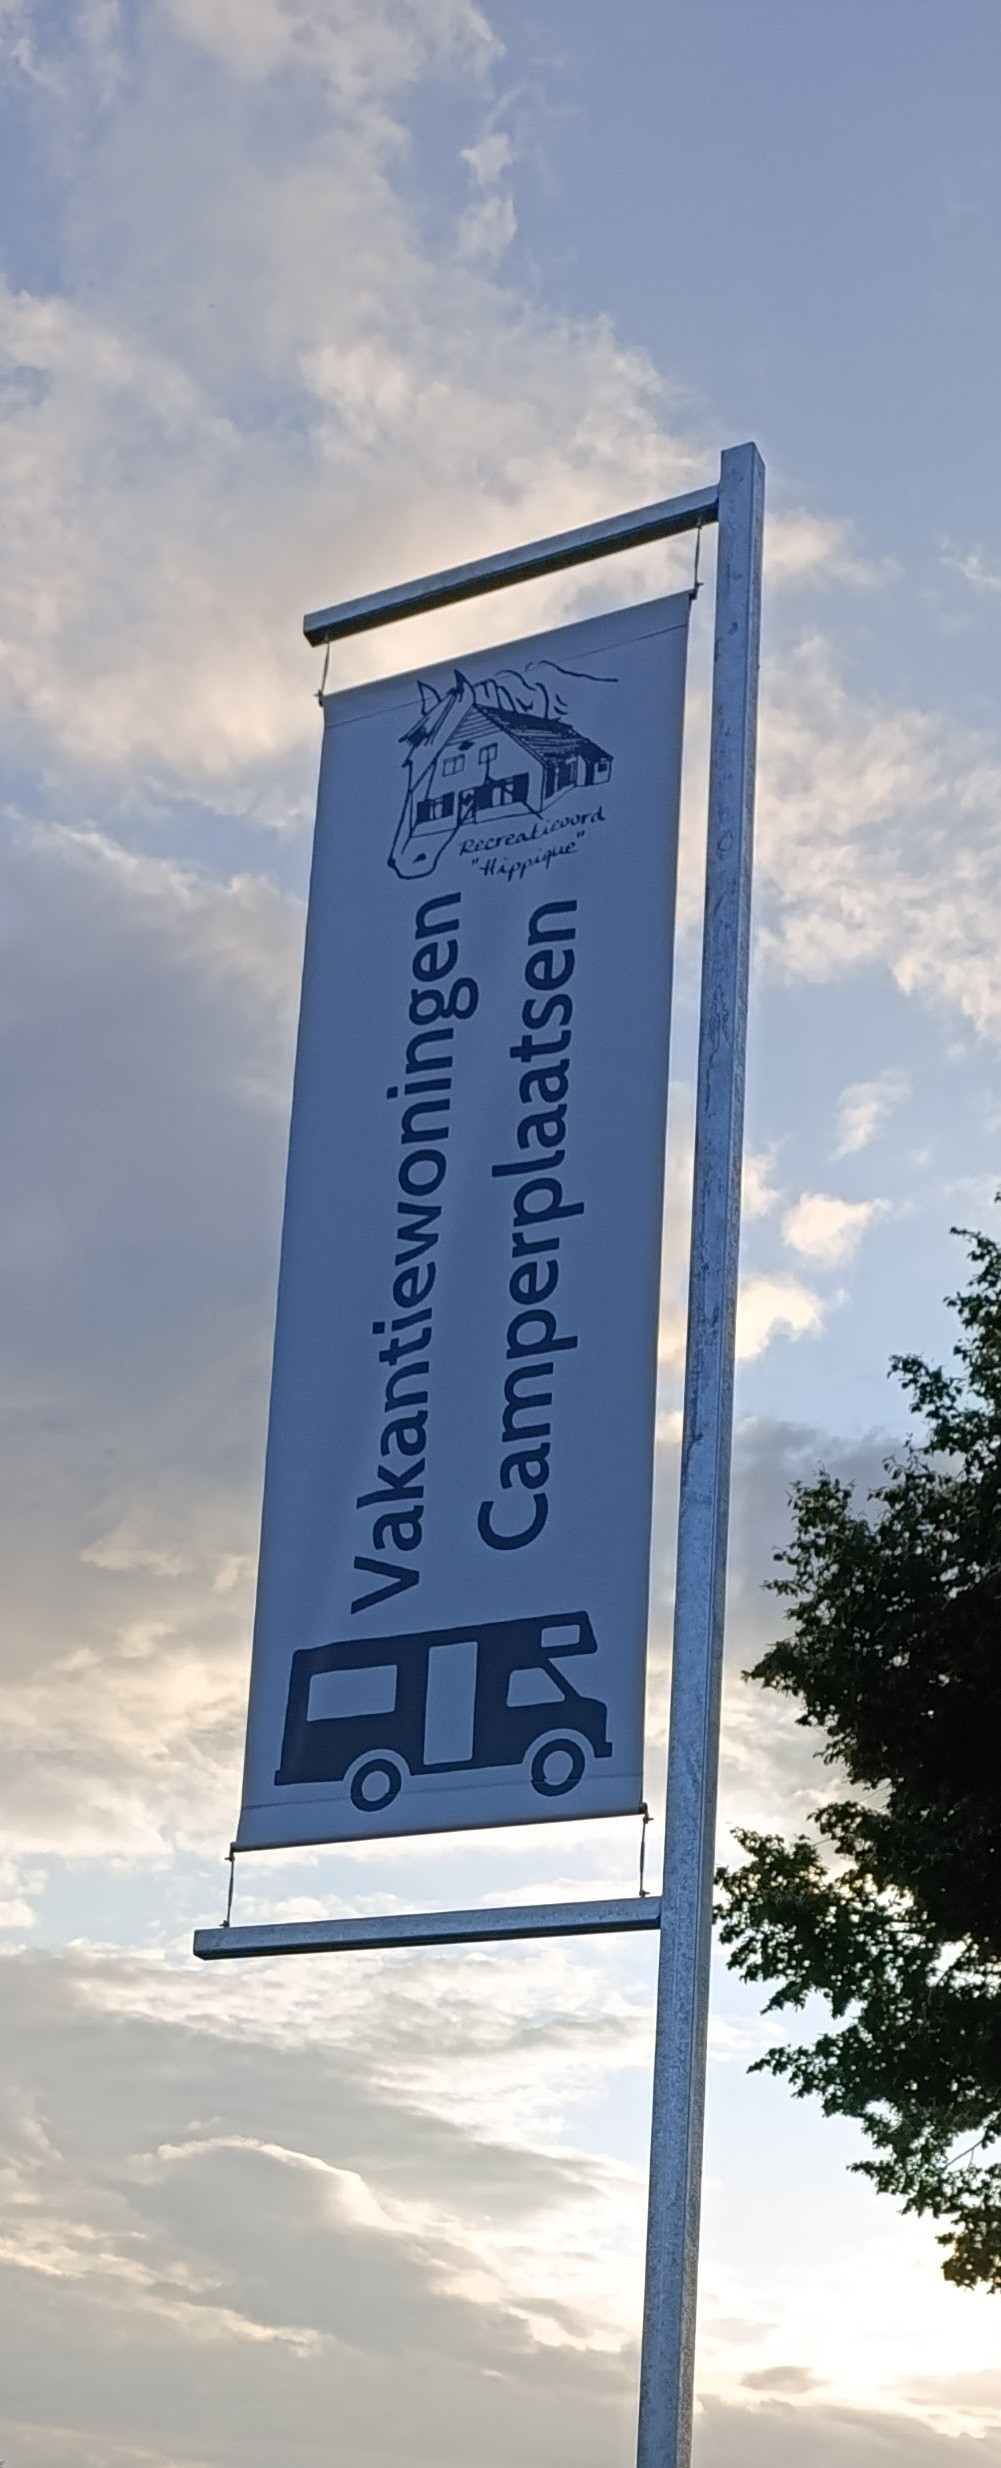 Recreatieoord
"Hippique"
Vakantiewoningen
Camperplaatsen